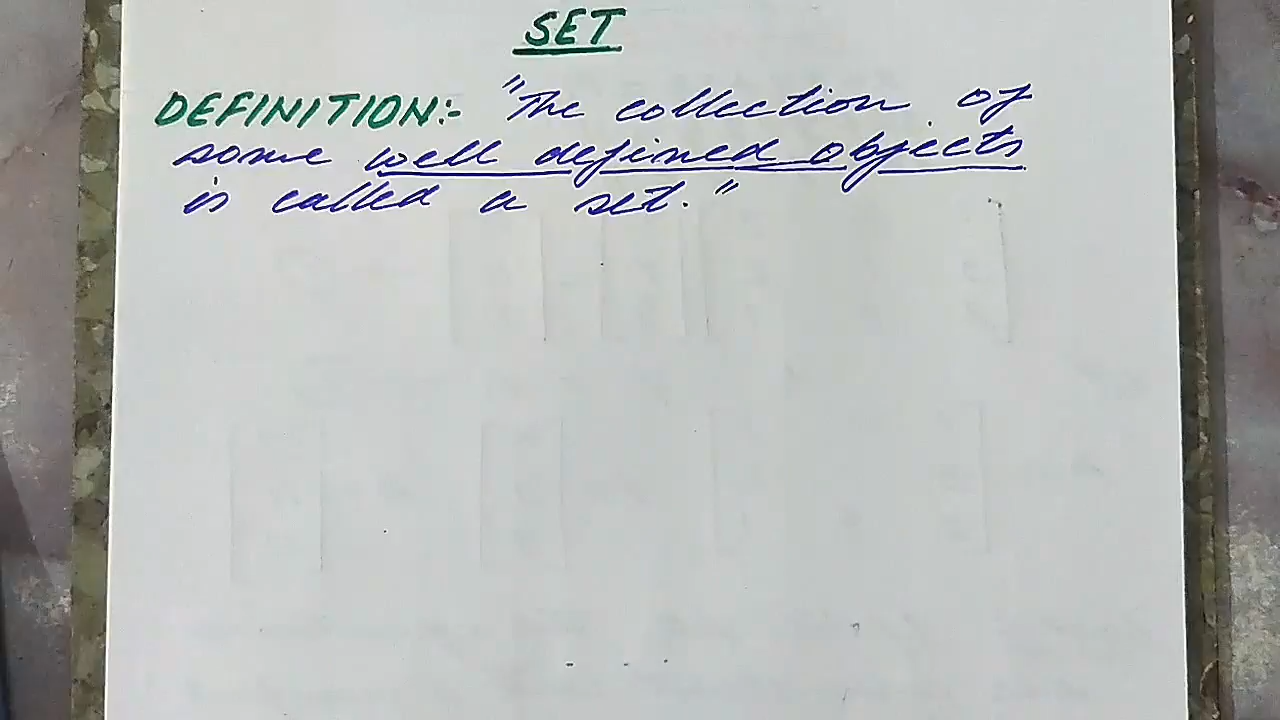 SET
DEFINITION:- "The collection of
some well defined objects
is called a set."